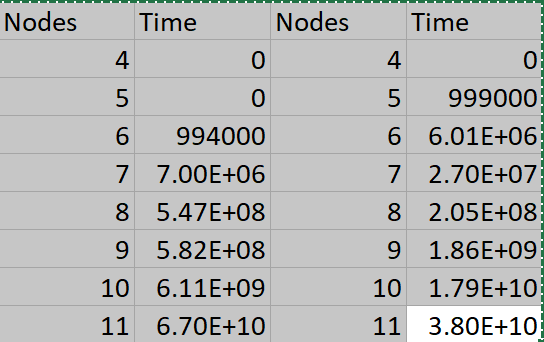 Nodes Time Nodes Time
4 0 4 0
5 0 5 999000
6 994000 6 6.01E+06
7 7.00E+06 7 2.70E+07
8 5.47E+08 8 2.05E+08
9 5.82E+08 9 1.86E+09
10 6.11E+09 10 1.79E+10
11 6.70E+10 11 3.80E+10